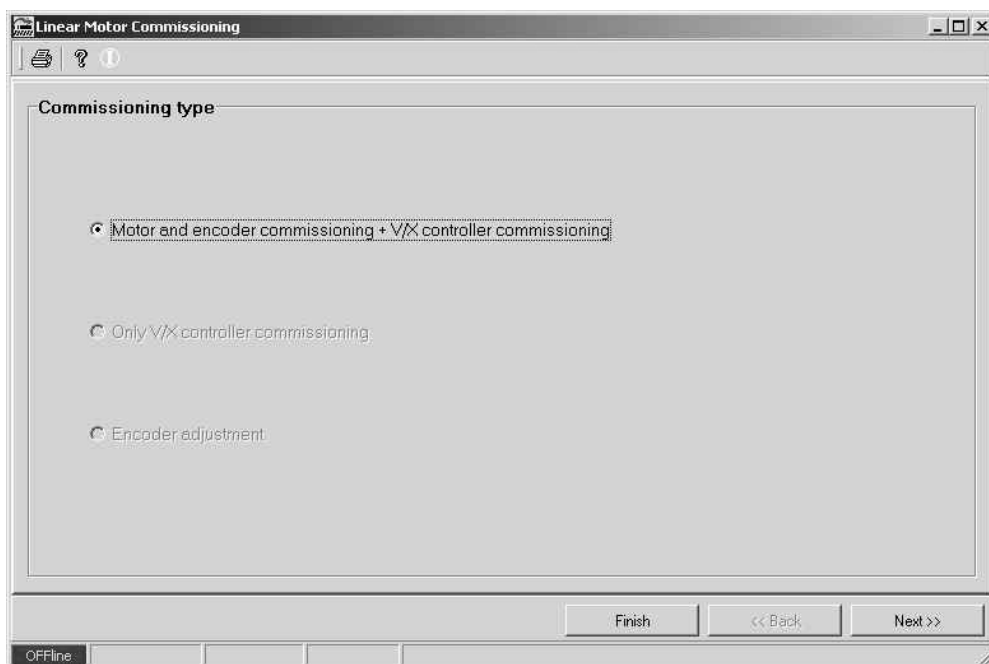 Linear Motor Commissioning
Commissioning type
Motor and encoder commissioning + V/X controller commissioning
Only V/X controller commissioning
Encoder adjustment
Finish
<< Back
Next >>
OFFline